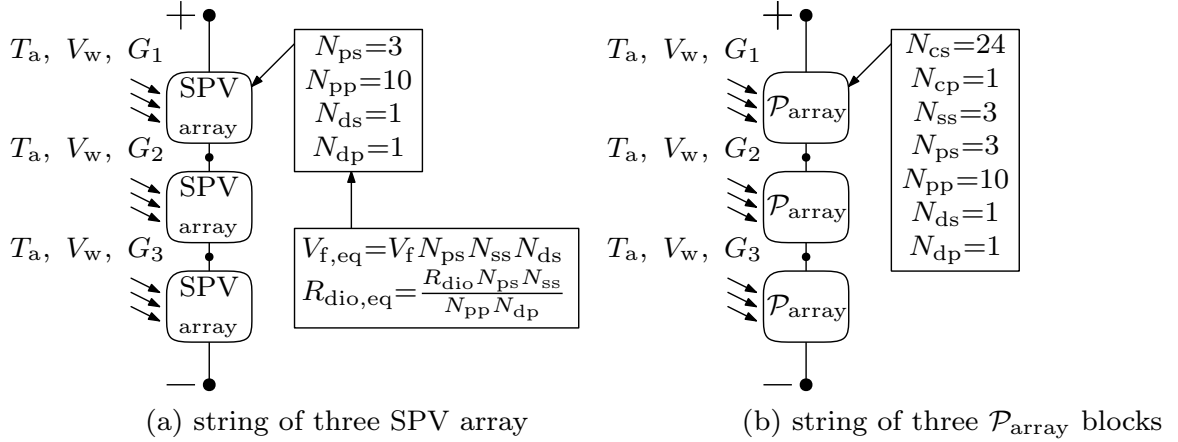 +
T_a, V_w, G_1
SPV
array
T_a, V_w, G_2
SPV
array
T_a, V_w, G_3
SPV
array
—
N_ps=3
N_pp=10
N_ds=1
N_dp=1
V_f,eq=V_f N_ps N_ss N_ds
R_dio,eq=\frac{R_dio N_ps N_ss}{N_pp N_dp}
(a) string of three SPV array
+
T_a, V_w, G_1
𝒫_array
T_a, V_w, G_2
𝒫_array
T_a, V_w, G_3
𝒫_array
—
N_cs=24
N_cp=1
N_ss=3
N_ps=3
N_pp=10
N_ds=1
N_dp=1
(b) string of three 𝒫_array blocks